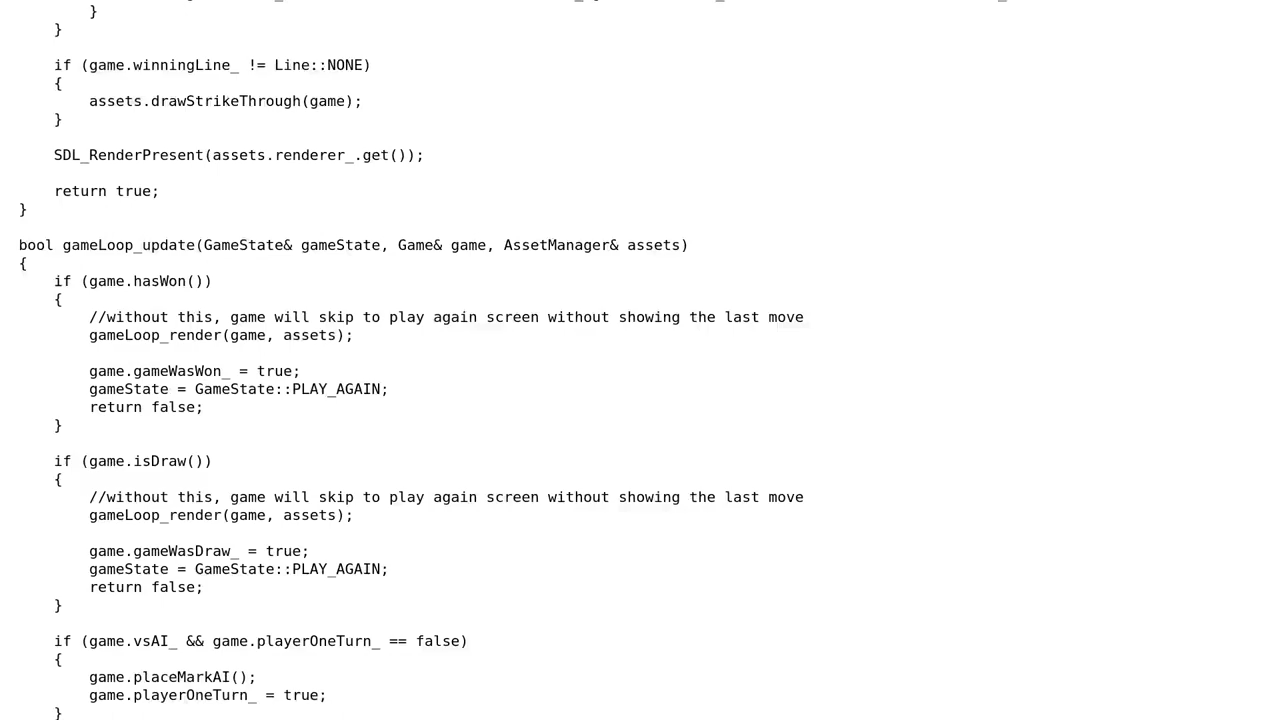 }
    }

    if (game.winningLine_ != Line::NONE)
    {
        assets.drawStrikeThrough(game);
    }

    SDL_RenderPresent(assets.renderer_.get());

    return true;
}

bool gameLoop_update(GameState& gameState, Game& game, AssetManager& assets)
{
    if (game.hasWon())
    {
        //without this, game will skip to play again screen without showing the last move
        gameLoop_render(game, assets);

        game.gameWasWon_ = true;
        gameState = GameState::PLAY_AGAIN;
        return false;
    }

    if (game.isDraw())
    {
        //without this, game will skip to play again screen without showing the last move
        gameLoop_render(game, assets);

        game.gameWasDraw_ = true;
        gameState = GameState::PLAY_AGAIN;
        return false;
    }

    if (game.vsAI_ && game.playerOneTurn_ == false)
    {
        game.placeMarkAI();
        game.playerOneTurn_ = true;
    }